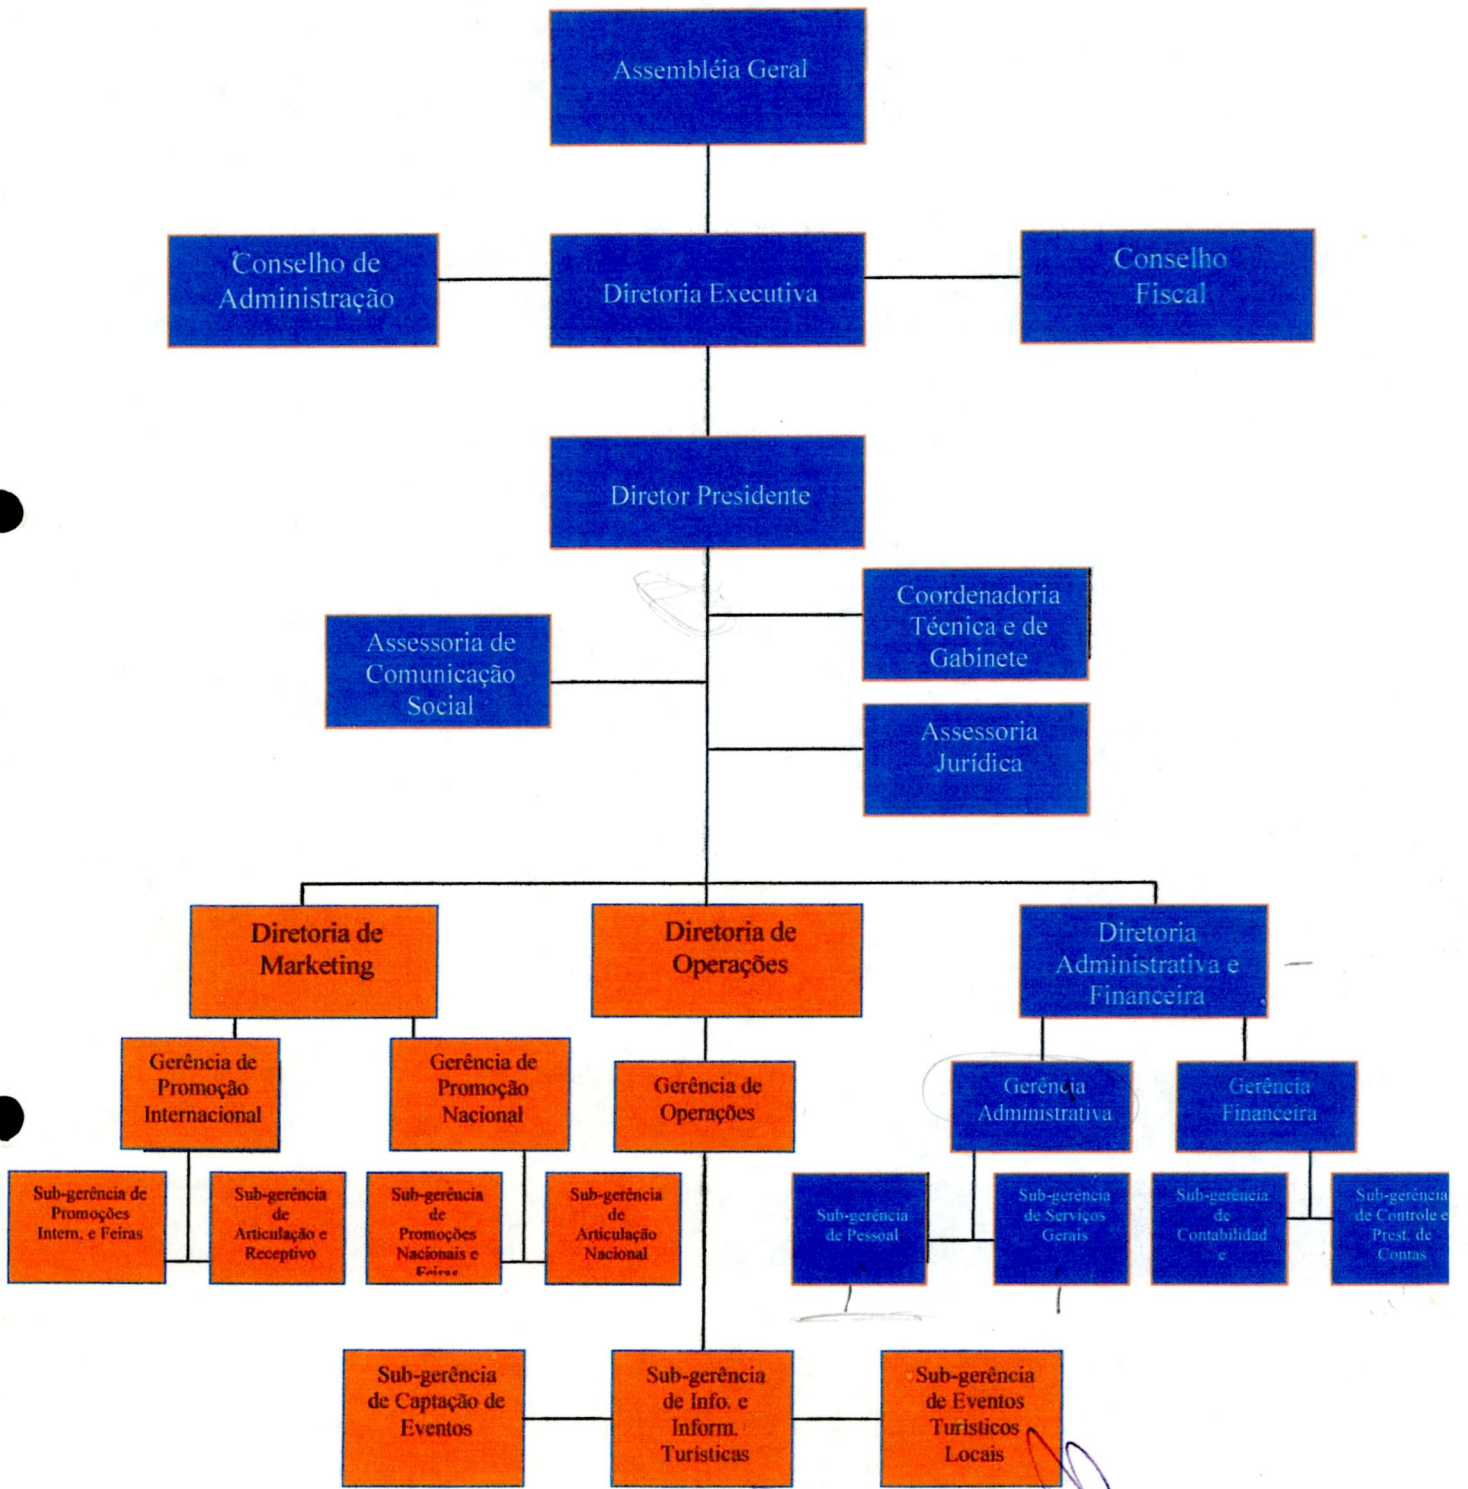 Assembléia Geral
Conselho de
Administração
Diretoria Executiva
Conselho
Fiscal
Diretor Presidente
Coordenadoria
Técnica e de
Gabinete
Assessoria de
Comunicação
Social
Assessoria
Jurídica
Diretoria de
Marketing
Diretoria de
Operações
Diretoria
Administrativa e
Financeira
Gerência de
Promoção
Internacional
Gerência de
Promoção
Nacional
Gerência de
Operações
Gerência
Administrativa
Gerência
Financeira
Sub-gerência de
Promoções
Intern. e Feiras
Sub-gerência
de
Articulação e
Receptivo
Sub-gerência
de
Promoções
Nacionais e
Feiras
Sub-gerência
de
Articulação
Nacional
Sub-gerência
de Pessoal
Sub-gerência
de Serviços
Gerais
Sub-gerência
de
Contabilidad
e
Sub-gerência
de Controle e
Prest. de
Contas
Sub-gerência
de Captação de
Eventos
Sub-gerência
de Info. e
Inform.
Turísticas
Sub-gerência
de Eventos
Turísticos
Locais